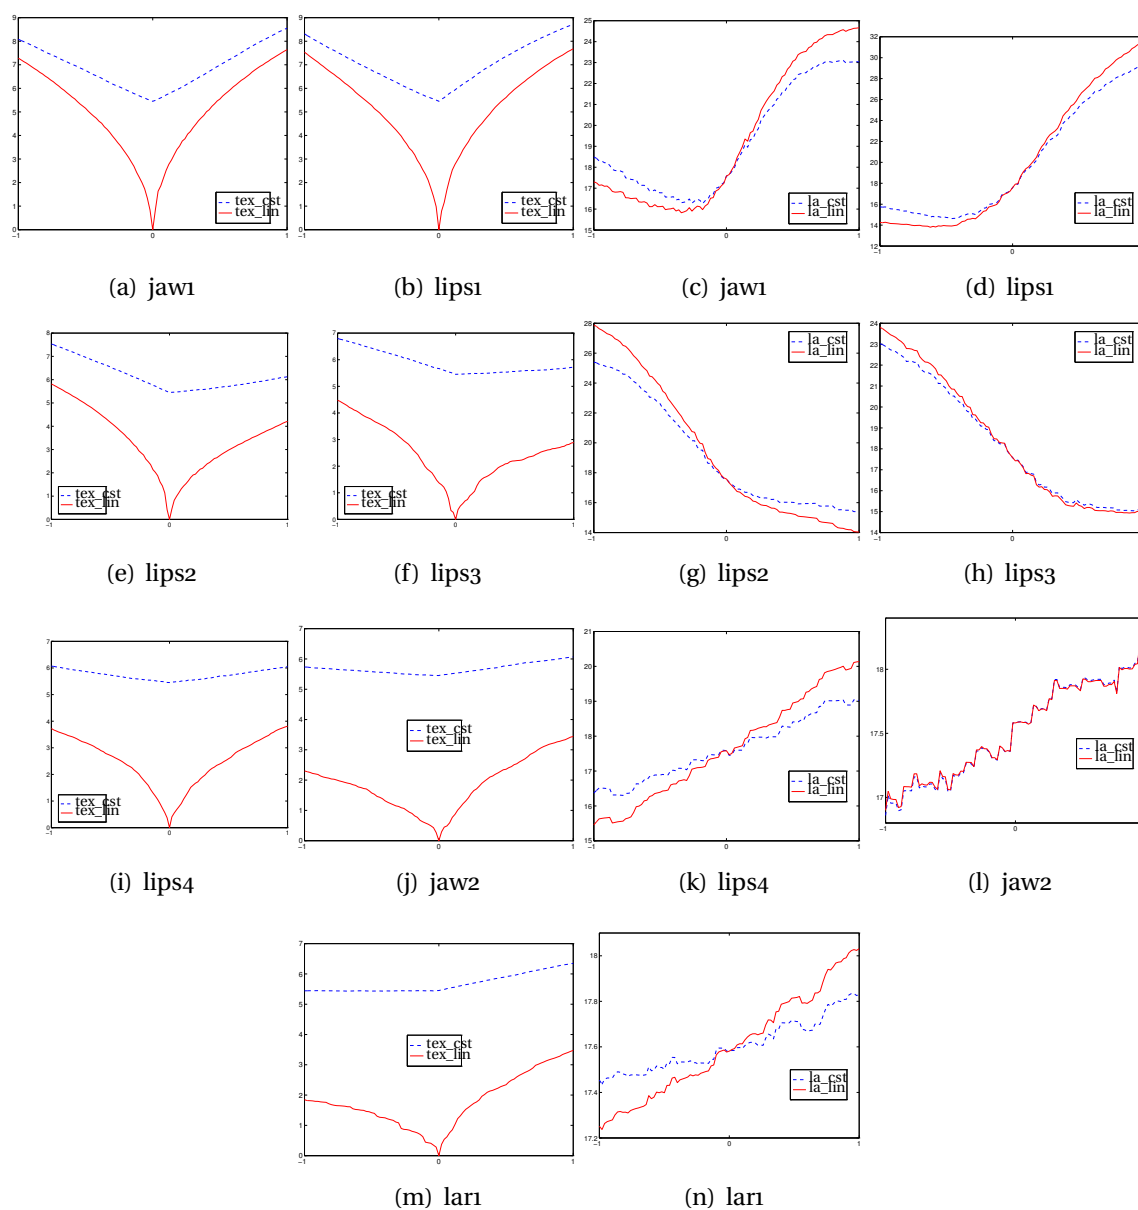 tex_cst
tex_lin
tex_cst
tex_lin
la_cst
la_lin
la_cst
la_lin
(a) jaw1
(b) lips1
(c) jaw1
(d) lips1
tex_cst
tex_lin
tex_cst
tex_lin
la_cst
la_lin
la_cst
la_lin
(e) lips2
(f) lips3
(g) lips2
(h) lips3
tex_cst
tex_lin
tex_cst
tex_lin
la_cst
la_lin
la_cst
la_lin
(i) lips4
(j) jaw2
(k) lips4
(l) jaw2
tex_cst
tex_lin
la_cst
la_lin
(m) lar1
(n) lar1